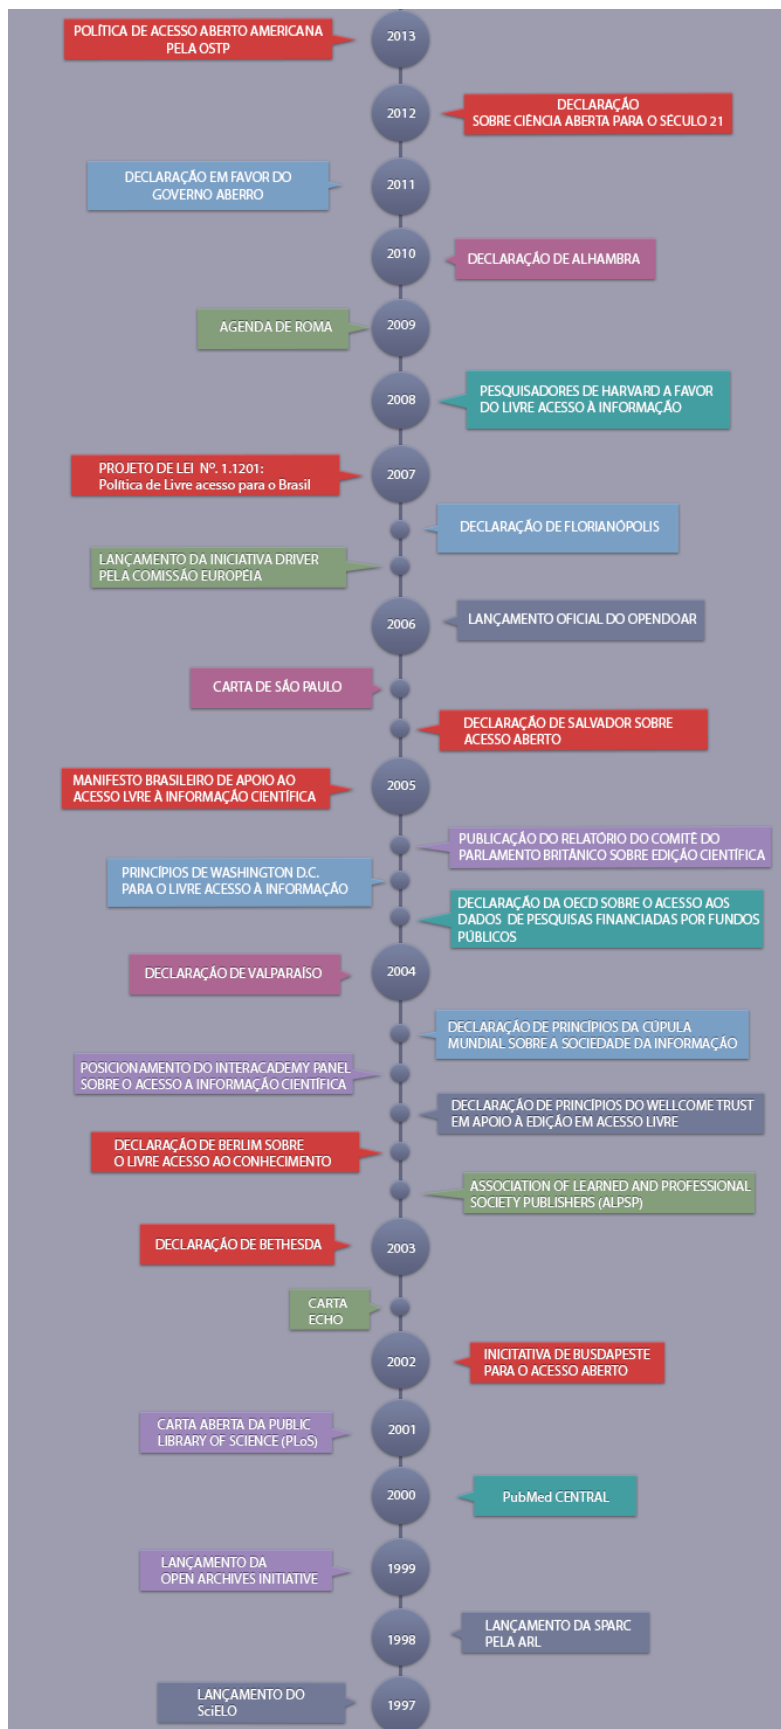 POLÍTICA DE ACESSO ABERTO AMERICANA
PELA OSTP
2013
2012
DECLARAÇÃO
SOBRE CIÊNCIA ABERTA PARA O SÉCULO 21
DECLARAÇÃO EM FAVOR DO
GOVERNO ABERRO
2011
2010
DECLARAÇÃO DE ALHAMBRA
AGENDA DE ROMA
2009
2008
PESQUISADORES DE HARVARD A FAVOR
DO LIVRE ACESSO À INFORMAÇÃO
PROJETO DE LEI Nº. 1.1201:
Política de Livre acesso para o Brasil
2007
DECLARAÇÃO DE FLORIANÓPOLIS
LANÇAMENTO DA INICIATIVA DRIVER
PELA COMISSÃO EUROPÉIA
2006
LANÇAMENTO OFICIAL DO OPENDOAR
CARTA DE SÃO PAULO
DECLARAÇÃO DE SALVADOR SOBRE
ACESSO ABERTO
MANIFESTO BRASILEIRO DE APOIO AO
ACESSO LVRE À INFORMAÇÃO CIENTÍFICA
2005
PUBLICAÇÃO DO RELATÓRIO DO COMITÊ DO
PARLAMENTO BRITÂNICO SOBRE EDIÇÃO CIENTÍFICA
PRINCÍPIOS DE WASHINGTON D.C.
PARA O LIVRE ACESSO À INFORMAÇÃO
DECLARAÇÃO DA OECD SOBRE O ACESSO AOS
DADOS DE PESQUISAS FINANCIADAS POR FUNDOS
PÚBLICOS
DECLARAÇÃO DE VALPARAÍSO
2004
DECLARAÇÃO DE PRINCÍPIOS DA CÚPULA
MUNDIAL SOBRE A SOCIEDADE DA INFORMAÇÃO
POSICIONAMENTO DO INTERACADEMY PANEL
SOBRE O ACESSO A INFORMAÇÃO CIENTÍFICA
DECLARAÇÃO DE PRINCÍPIOS DO WELLCOME TRUST
EM APOIO À EDIÇÃO EM ACESSO LIVRE
DECLARAÇÃO DE BERLIM SOBRE
O LIVRE ACESSO AO CONHECIMENTO
ASSOCIATION OF LEARNED AND PROFESSIONAL
SOCIETY PUBLISHERS (ALPSP)
DECLARAÇÃO DE BETHESDA
2003
CARTA
ECHO
2002
INICITATIVA DE BUSDAPESTE
PARA O ACESSO ABERTO
CARTA ABERTA DA PUBLIC
LIBRARY OF SCIENCE (PLoS)
2001
2000
PubMed CENTRAL
LANÇAMENTO DA
OPEN ARCHIVES INITIATIVE
1999
1998
LANÇAMENTO DA SPARC
PELA ARL
LANÇAMENTO DO
SciELO
1997